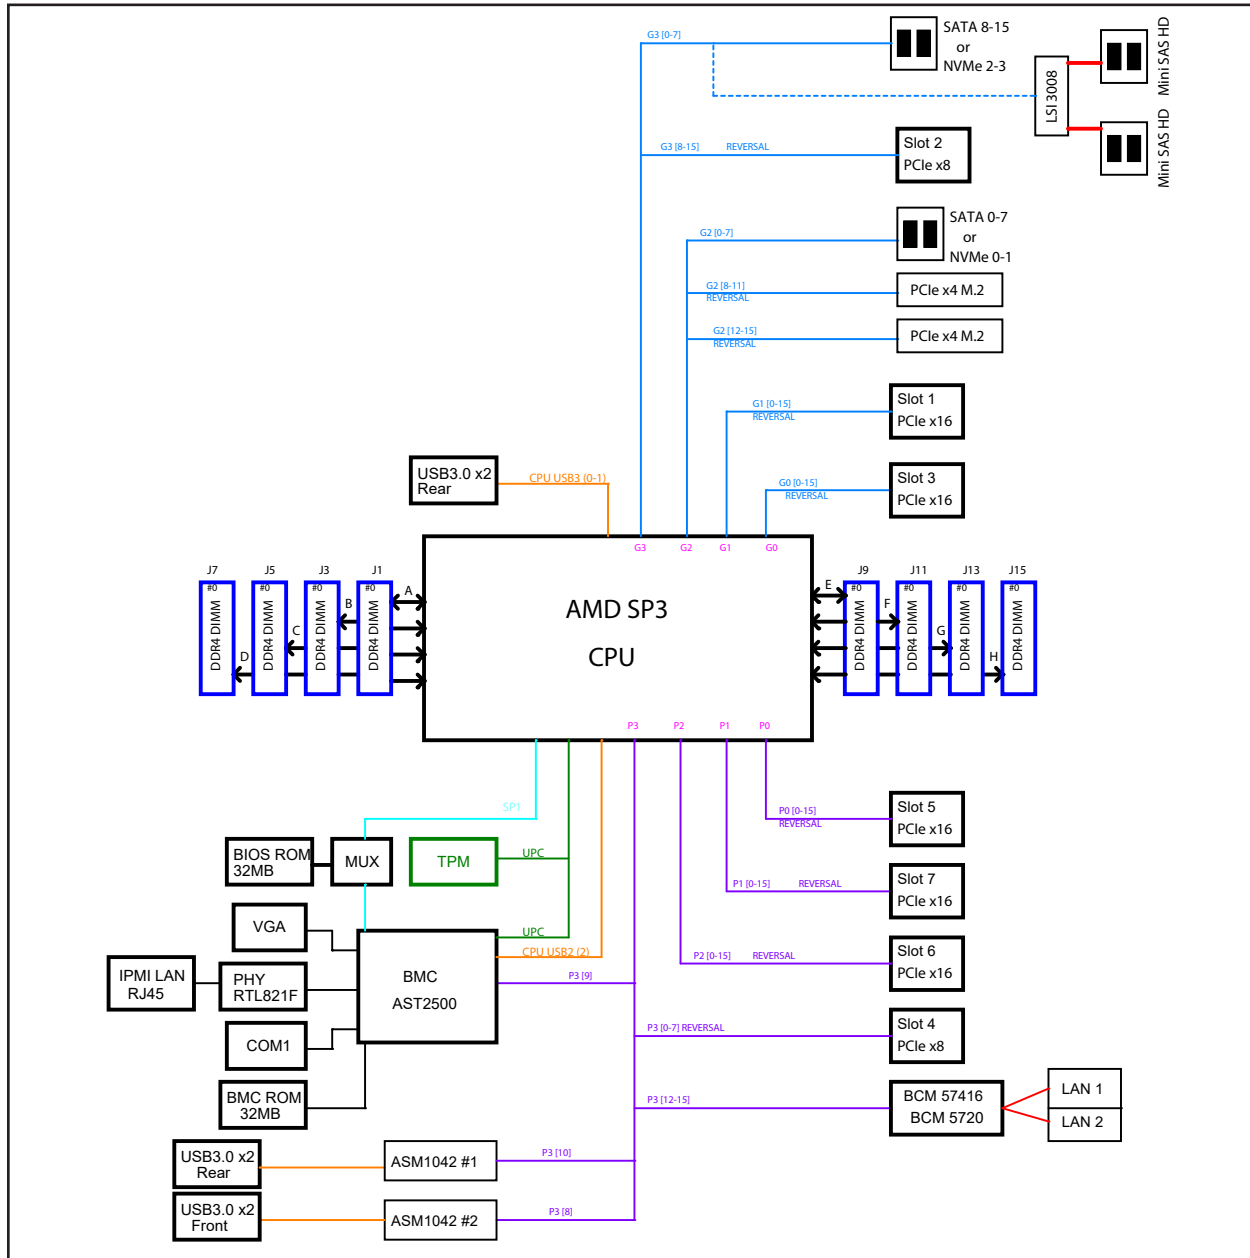 G3 [0-7]
SATA 8-15
or
NVMe 2-3
LSI 3008
Mini SAS HD
Mini SAS HD
G3 [8-15] REVERSAL
Slot 2
PCIe x8
G2 [0-7]
SATA 0-7
or
NVMe 0-1
G2 [8-11]
REVERSAL
PCIe x4 M.2
G2 [12-15]
REVERSAL
PCIe x4 M.2
G1 [0-15]
REVERSAL
Slot 1
PCIe x16
USB3.0 x2
Rear
CPU USB3 (0-1)
G0 [0-15]
REVERSAL
Slot 3
PCIe x16
G3 G2 G1 G0
J7 J5 J3 J1
#0 #0 #0 #0
DDR4 DIMM
DDR4 DIMM
DDR4 DIMM
DDR4 DIMM
A
B
C
D
AMD SP3
CPU
J9 J11 J13 J15
#0 #0 #0 #0
DDR4 DIMM
DDR4 DIMM
DDR4 DIMM
DDR4 DIMM
E
F
G
H
P3 P2 P1 P0
SP1
P0 [0-15]
REVERSAL
Slot 5
PCIe x16
BIOS ROM
32MB
MUX
TPM
UPC
P1 [0-15] REVERSAL
Slot 7
PCIe x16
VGA
UPC
CPU USB2 (2)
P2 [0-15] REVERSAL
Slot 6
PCIe x16
IPMI LAN
RJ45
PHY
RTL821F
BMC
AST2500
P3 [9]
COM1
P3 [0-7] REVERSAL
Slot 4
PCIe x8
BMC ROM
32MB
P3 [12-15]
BCM 57416
BCM 5720
LAN 1
LAN 2
USB3.0 x2
Rear
ASM1042 #1
P3 [10]
USB3.0 x2
Front
ASM1042 #2
P3 [8]